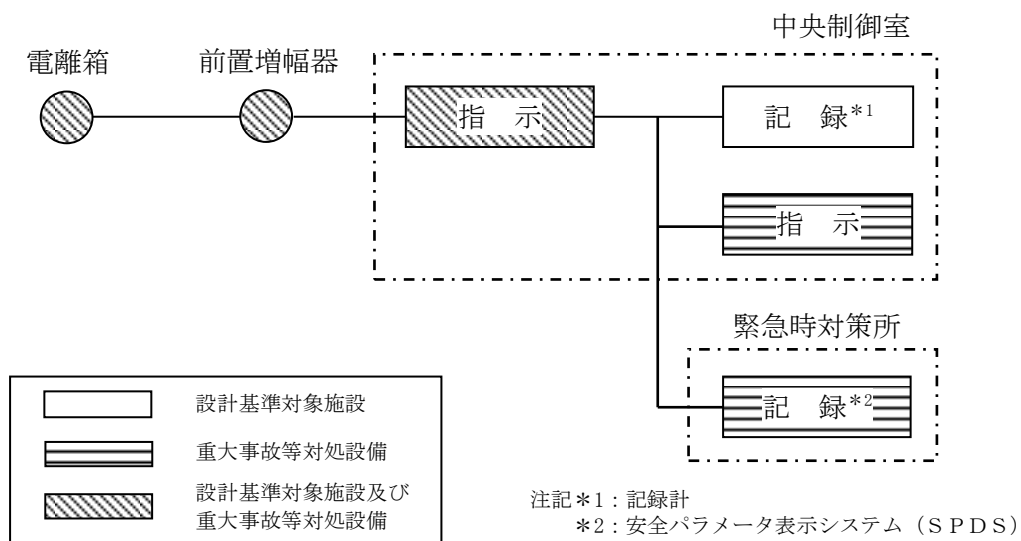 中央制御室
電離箱
前置増幅器
指 示
記 録*1
指 示
緊急時対策所
記 録*2
設計基準対象施設
重大事故等対処設備
設計基準対象施設及び
重大事故等対処設備
注記*1:記録計
*2:安全パラメータ表示システム(SPDS)